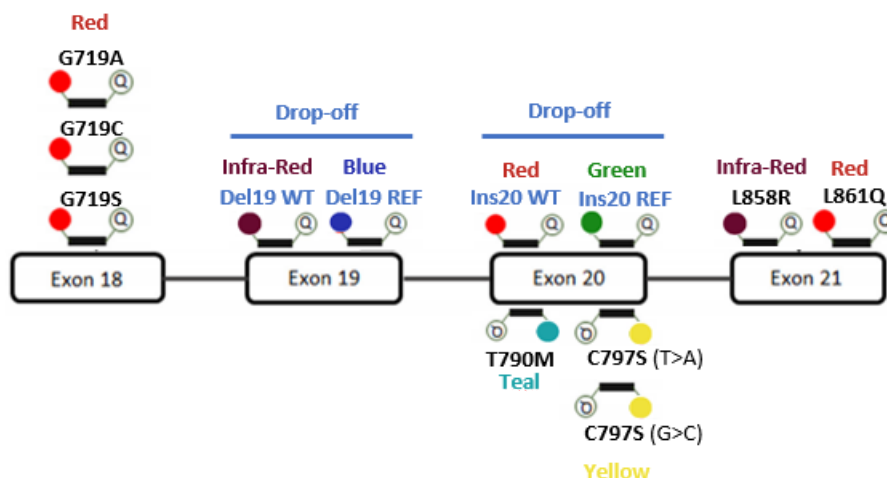 Red
G719A
Q
G719C
Q
G719S
Q
Exon 18
Drop-off
Infra-Red Blue
Del19 WT Del19 REF
Q Q
Exon 19
Drop-off
Red Green
Ins20 WT Ins20 REF
Q Q
Exon 20
Q Q
T790M C797S (T>A)
Teal
Q
C797S (G>C)
Yellow
Infra-Red Red
L858R L861Q
Q Q
Exon 21